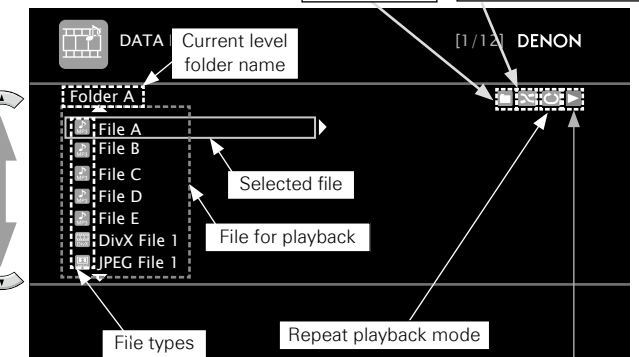 DATA
Current level
folder name
[1/12]
DENON
Folder A
File A
File B
File C
File D
File E
DivX File 1
JPEG File 1
Selected file
File for playback
File types
Repeat playback mode